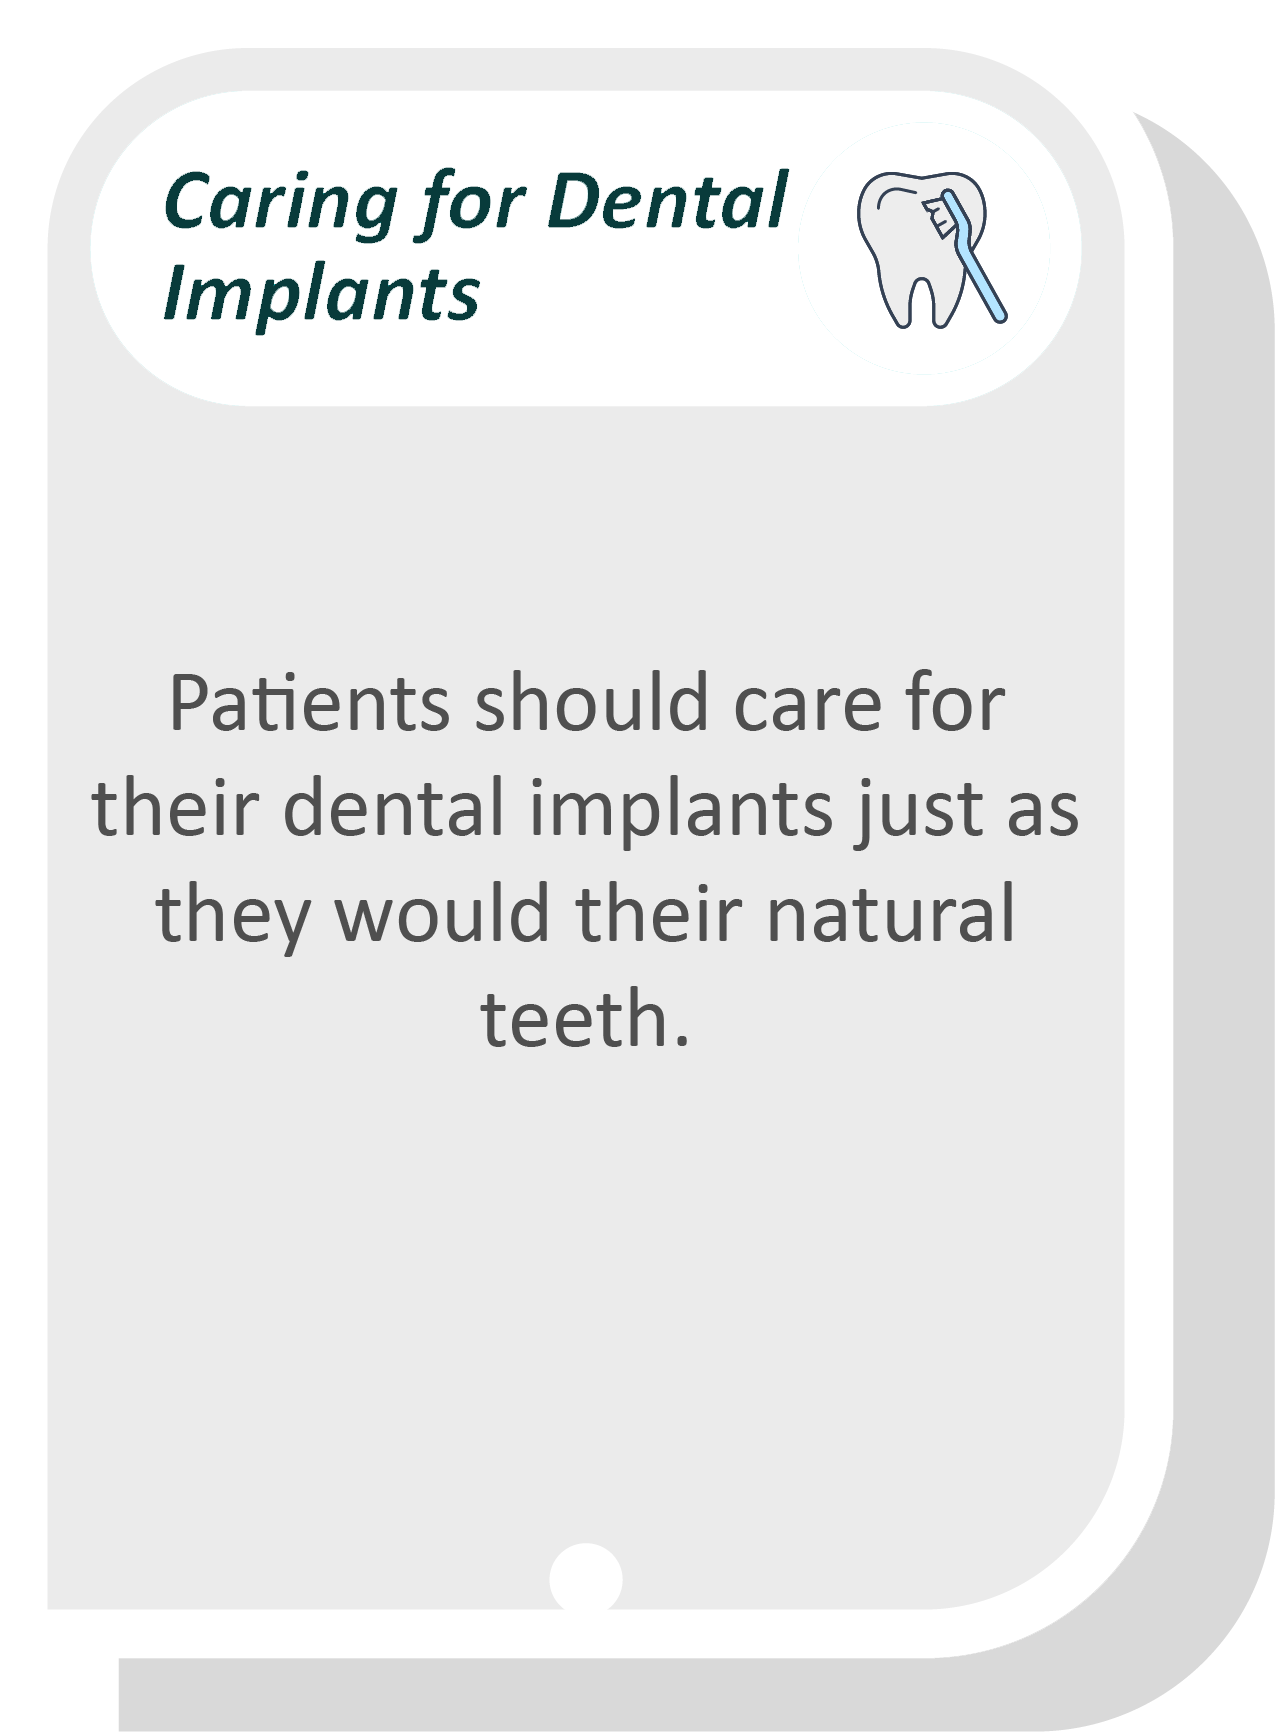 Caring for Dental
Implants
Patients should care for
their dental implants just as
they would their natural
teeth.